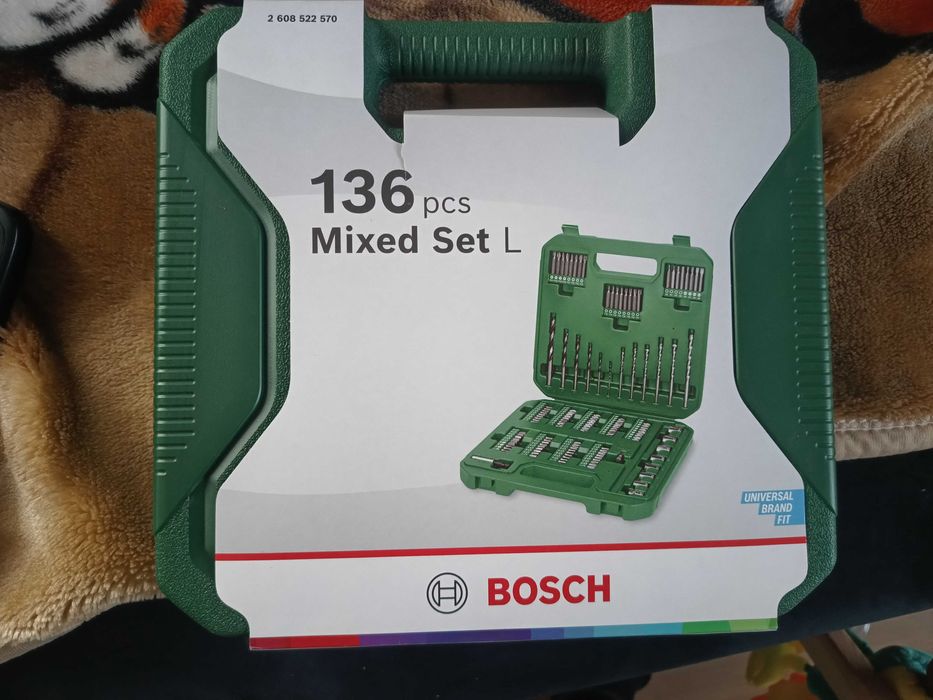 2 608 522 570
136 pcs
Mixed Set L
UNIVERSAL
BRAND
FIT
BOSCH